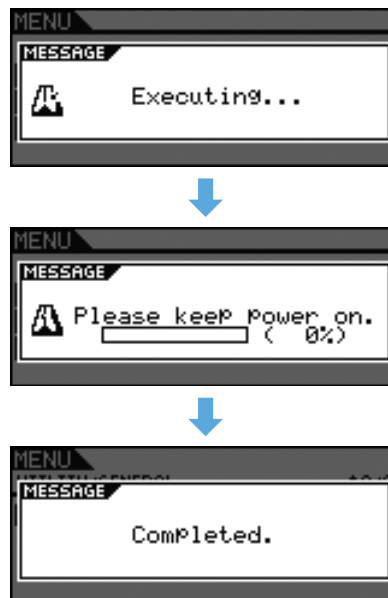 MENU
MESSAGE
Executing...
MENU
MESSAGE
Please keep power on.
( 0%)
MENU
MESSAGE
Completed.